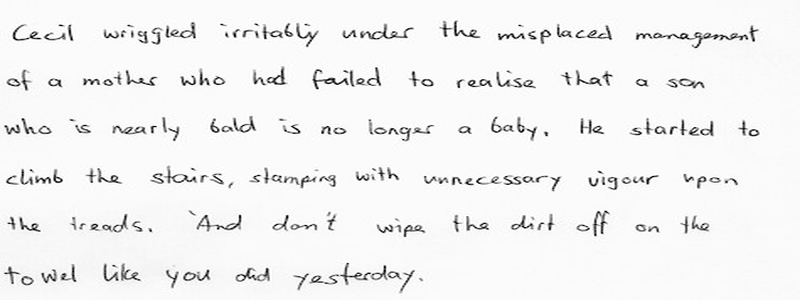 Cecil wriggled irritably under the misplaced management
of a mother who had failed to realise that a son
who is nearly bald is no longer a baby. He started to
climb the stairs, stamping with unnecessary vigour upon
the treads. 'And don't wipe the dirt off on the
towel like you did yesterday.